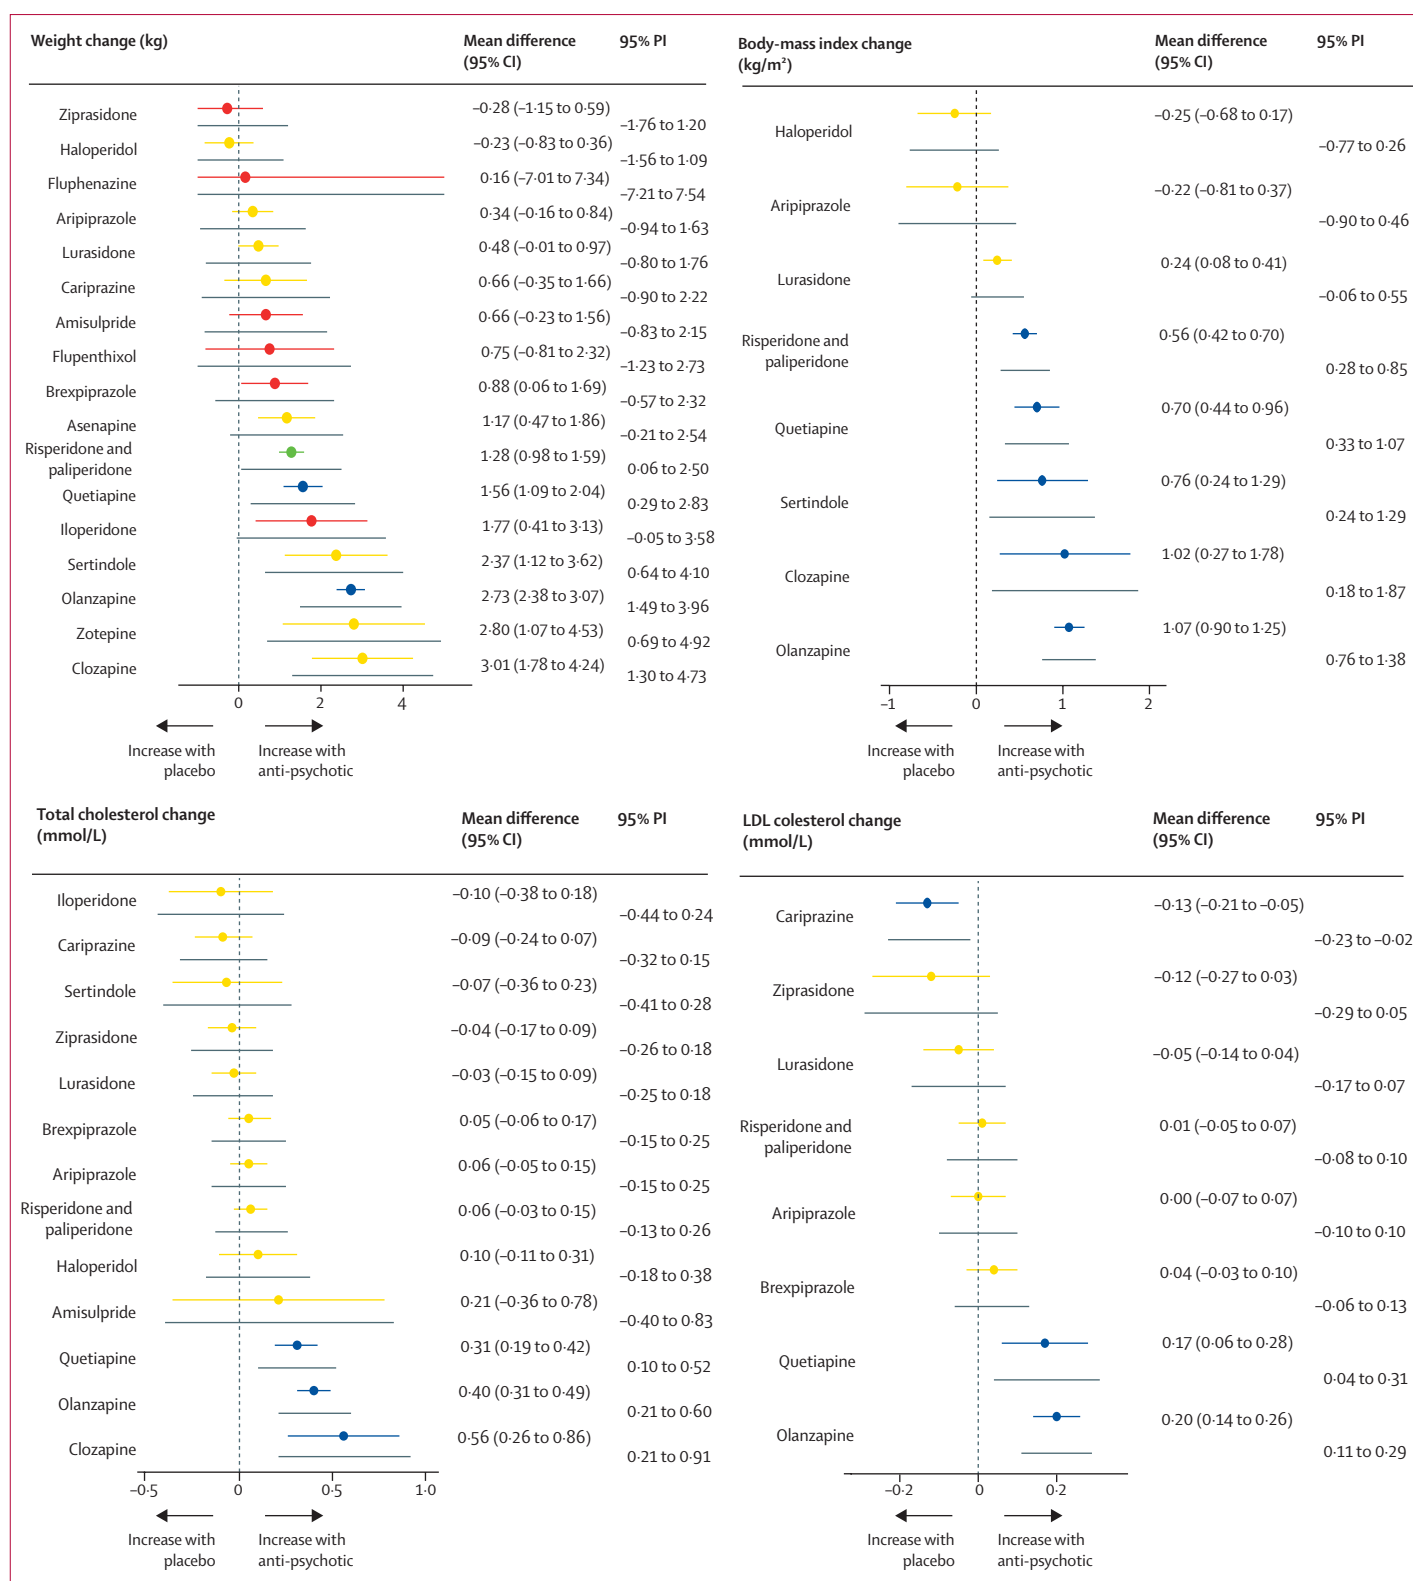 Weight change (kg)
Mean difference
(95% CI)
95% PI
Ziprasidone
–0·28 (–1·15 to 0·59)
–1·76 to 1·20
Haloperidol
–0·23 (–0·83 to 0·36)
–1·56 to 1·09
Fluphenazine
0·16 (–7·01 to 7·34)
–7·21 to 7·54
Aripiprazole
0·34 (–0·16 to 0·84)
–0·94 to 1·63
Lurasidone
0·48 (–0·01 to 0·97)
–0·80 to 1·76
Cariprazine
0·66 (–0·35 to 1·66)
–0·90 to 2·22
Amisulpride
0·66 (–0·23 to 1·56)
–0·83 to 2·15
Flupenthixol
0·75 (–0·81 to 2·32)
–1·23 to 2·73
Brexpiprazole
0·88 (0·06 to 1·69)
–0·57 to 2·32
Asenapine
1·17 (0·47 to 1·86)
–0·21 to 2·54
Risperidone and
paliperidone
1·28 (0·98 to 1·59)
0·06 to 2·50
Quetiapine
1·56 (1·09 to 2·04)
0·29 to 2·83
Iloperidone
1·77 (0·41 to 3·13)
–0·05 to 3·58
Sertindole
2·37 (1·12 to 3·62)
0·64 to 4·10
Olanzapine
2·73 (2·38 to 3·07)
1·49 to 3·96
Zotepine
2·80 (1·07 to 4·53)
0·69 to 4·92
Clozapine
3·01 (1·78 to 4·24)
1·30 to 4·73
0 2 4
Increase with
placebo
Increase with
anti-psychotic
Body-mass index change
(kg/m²)
Mean difference
(95% CI)
95% PI
Haloperidol
–0·25 (–0·68 to 0·17)
–0·77 to 0·26
Aripiprazole
–0·22 (–0·81 to 0·37)
–0·90 to 0·46
Lurasidone
0·24 (0·08 to 0·41)
–0·06 to 0·55
Risperidone and
paliperidone
0·56 (0·42 to 0·70)
0·28 to 0·85
Quetiapine
0·70 (0·44 to 0·96)
0·33 to 1·07
Sertindole
0·76 (0·24 to 1·29)
0·24 to 1·29
Clozapine
1·02 (0·27 to 1·78)
0·18 to 1·87
Olanzapine
1·07 (0·90 to 1·25)
0·76 to 1·38
–1 0 1 2
Increase with
placebo
Increase with
anti-psychotic
Total cholesterol change
(mmol/L)
Mean difference
(95% CI)
95% PI
Iloperidone
–0·10 (–0·38 to 0·18)
–0·44 to 0·24
Cariprazine
–0·09 (–0·24 to 0·07)
–0·32 to 0·15
Sertindole
–0·07 (–0·36 to 0·23)
–0·41 to 0·28
Ziprasidone
–0·04 (–0·17 to 0·09)
–0·26 to 0·18
Lurasidone
–0·03 (–0·15 to 0·09)
–0·25 to 0·18
Brexpiprazole
0·05 (–0·06 to 0·17)
–0·15 to 0·25
Aripiprazole
0·06 (–0·05 to 0·15)
–0·15 to 0·25
Risperidone and
paliperidone
0·06 (–0·03 to 0·15)
–0·13 to 0·26
Haloperidol
0·10 (–0·11 to 0·31)
–0·18 to 0·38
Amisulpride
0·21 (–0·36 to 0·78)
–0·40 to 0·83
Quetiapine
0·31 (0·19 to 0·42)
0·10 to 0·52
Olanzapine
0·40 (0·31 to 0·49)
0·21 to 0·60
Clozapine
0·56 (0·26 to 0·86)
0·21 to 0·91
–0·5 0 0·5 1·0
Increase with
placebo
Increase with
anti-psychotic
LDL colesterol change
(mmol/L)
Mean difference
(95% CI)
95% PI
Cariprazine
–0·13 (–0·21 to –0·05)
–0·23 to –0·02
Ziprasidone
–0·12 (–0·27 to 0·03)
–0·29 to 0·05
Lurasidone
–0·05 (–0·14 to 0·04)
–0·17 to 0·07
Risperidone and
paliperidone
0·01 (–0·05 to 0·07)
–0·08 to 0·10
Aripiprazole
0·00 (–0·07 to 0·07)
–0·10 to 0·10
Brexpiprazole
0·04 (–0·03 to 0·10)
–0·06 to 0·13
Quetiapine
0·17 (0·06 to 0·28)
0·04 to 0·31
Olanzapine
0·20 (0·14 to 0·26)
0·11 to 0·29
–0·2 0 0·2
Increase with
placebo
Increase with
anti-psychotic